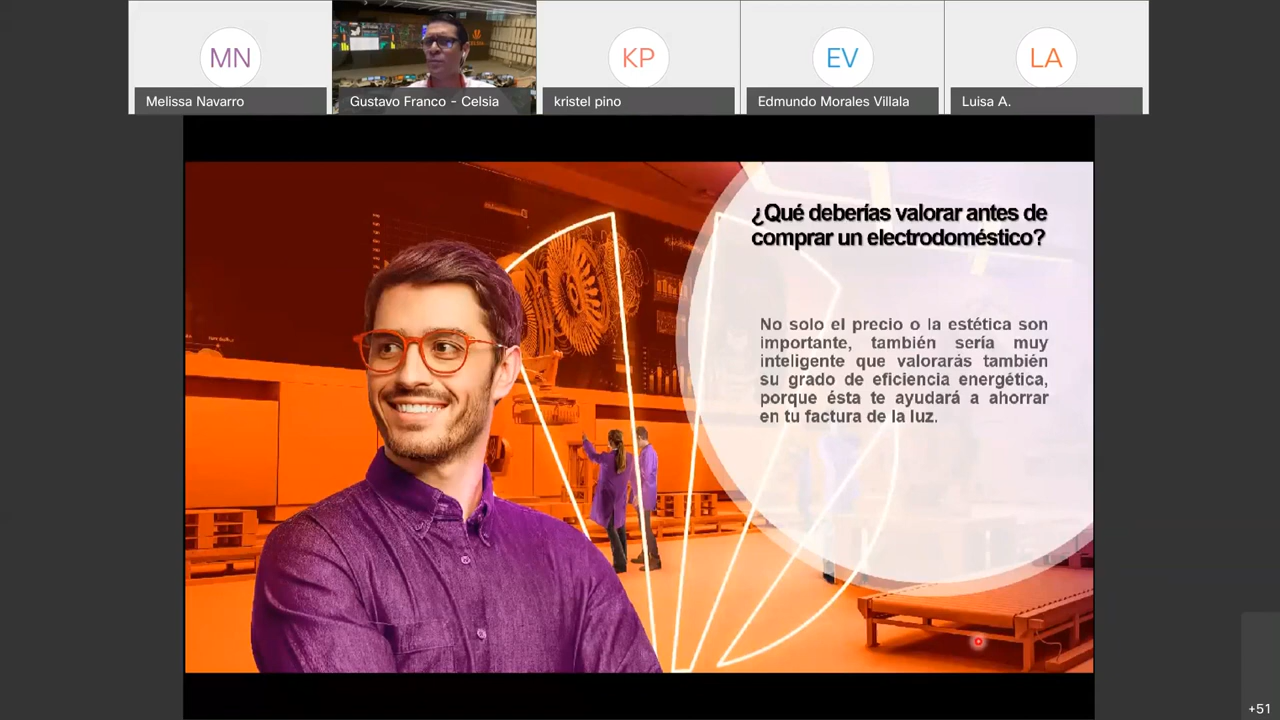 MN
KP
EV
LA
Melissa Navarro
Gustavo Franco - Celsia
kristel pino
Edmundo Morales Villala
Luisa A.
¿Qué deberías valorar antes de
comprar un electrodoméstico?
No solo el precio o la estética son
importante, también sería muy
inteligente que valorarás también
su grado de eficiencia energética,
porque ésta te ayudará a ahorrar
en tu factura de la luz.
+51